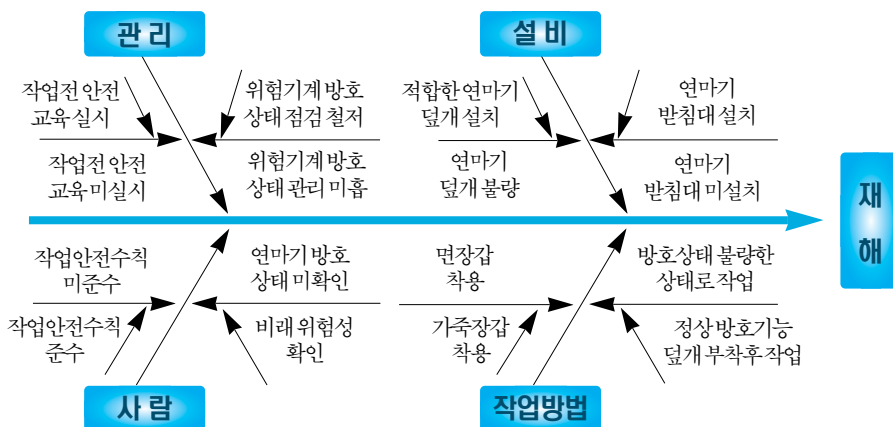 관 리
설 비
작업전 안전
교육 실시
위험기계 방호
상태 점검 철저
적합한 연마기
덮개 설치
연마기
받침대 설치
작업전 안전
교육 미실시
위험기계 방호
상태 관리 미흡
연마기
덮개 불량
연마기
받침대 미설치
재
해
작업안전수칙
미준수
연마기 방호
상태 미확인
면장갑
착용
방호상태 불량한
상태로 작업
작업안전수칙
준수
비래 위험성
확인
가죽장갑
착용
정상 방호기능
덮개 부착후 작업
사 람
작업방법